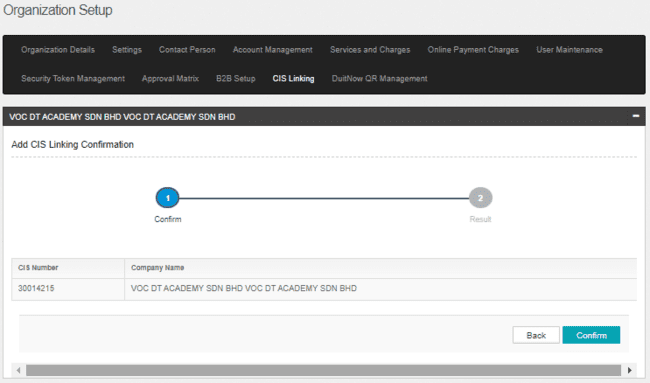 Organization Setup
Organization Details Settings Contact Person Account Management Services and Charges Online Payment Charges User Maintenance
Security Token Management Approval Matrix B2B Setup CIS Linking DuitNow QR Management
VOC DT ACADEMY SDN BHD VOC DT ACADEMY SDN BHD
Add CIS Linking Confirmation
1 2
Confirm Result
CIS Number Company Name
30014215 VOC DT ACADEMY SDN BHD VOC DT ACADEMY SDN BHD
Back Confirm